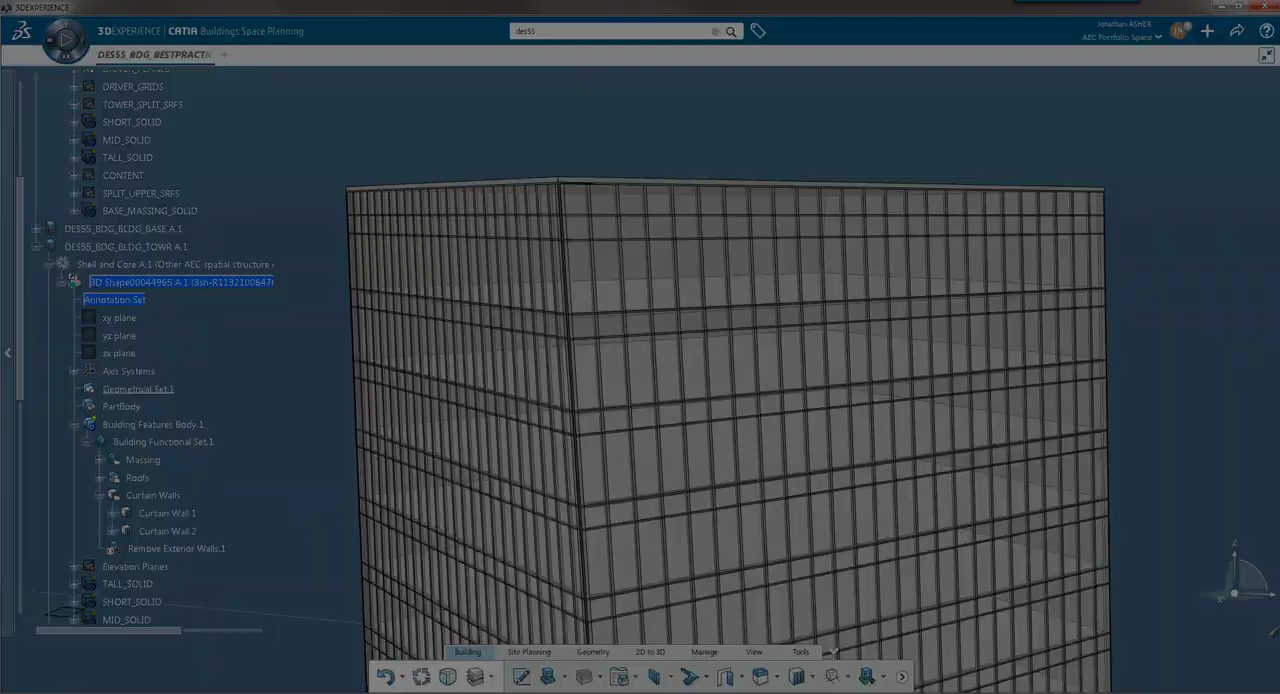 3DEXPERIENCE
3DEXPERIENCE | CATIA Buildings Space Planning
des55
Jonathan ASHER
AEC Portfolio Space
DES55_BDG_BESTPRACTI
DRIVER_GRIDS
TOWER_SPLIT_SRFS
SHORT_SOLID
MID_SOLID
TALL_SOLID
CONTENT
SPLIT_UPPER_SRFS
BASE_MASSING_SOLID
DES55_BDG_BLDG_BASE A.1
DES55_BDG_BLDG_TOWR A.1
Shell and Core A.1 (Other AEC spatial structure
3D Shape00044965 A.1 (3sn-R1132100647
Annotation Set
xy plane
yz plane
zx plane
Axis Systems
Geometrical Set.1
PartBody
Building Features Body.1
Building Functional Set.1
Massing
Roofs
Curtain Walls
Curtain Wall.1
Curtain Wall.2
Remove Exterior Walls.1
Elevation Planes
TALL_SOLID
SHORT_SOLID
MID_SOLID
Building Site Planning Geometry 2D to 3D Manage View Tools